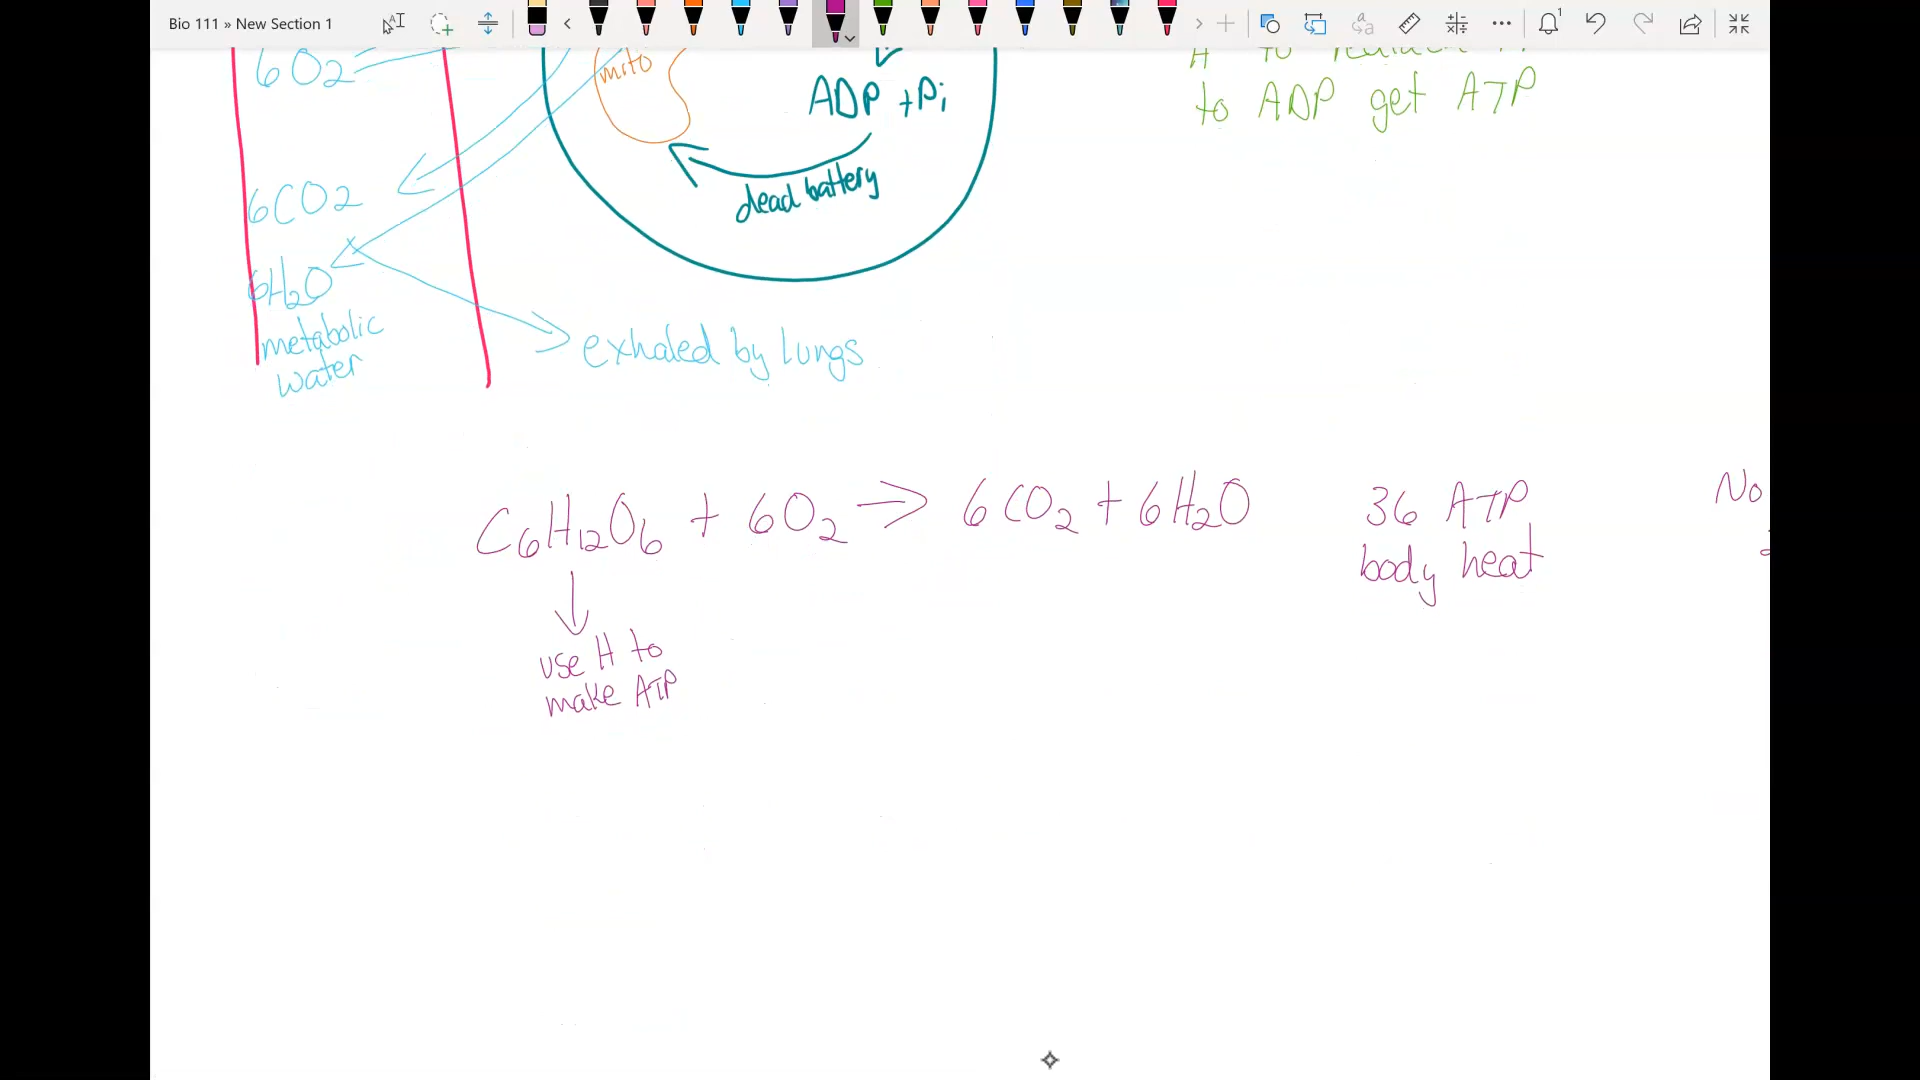 Bio 111 » New Section 1
6O2
mito
ADP + Pi
dead battery
to ADP get ATP
6CO2
6H2O
metabolic
water
exhaled by lungs
C6H12O6 + 6O2 → 6CO2 + 6H2O
36 ATP
body heat
No
use H to
make ATP